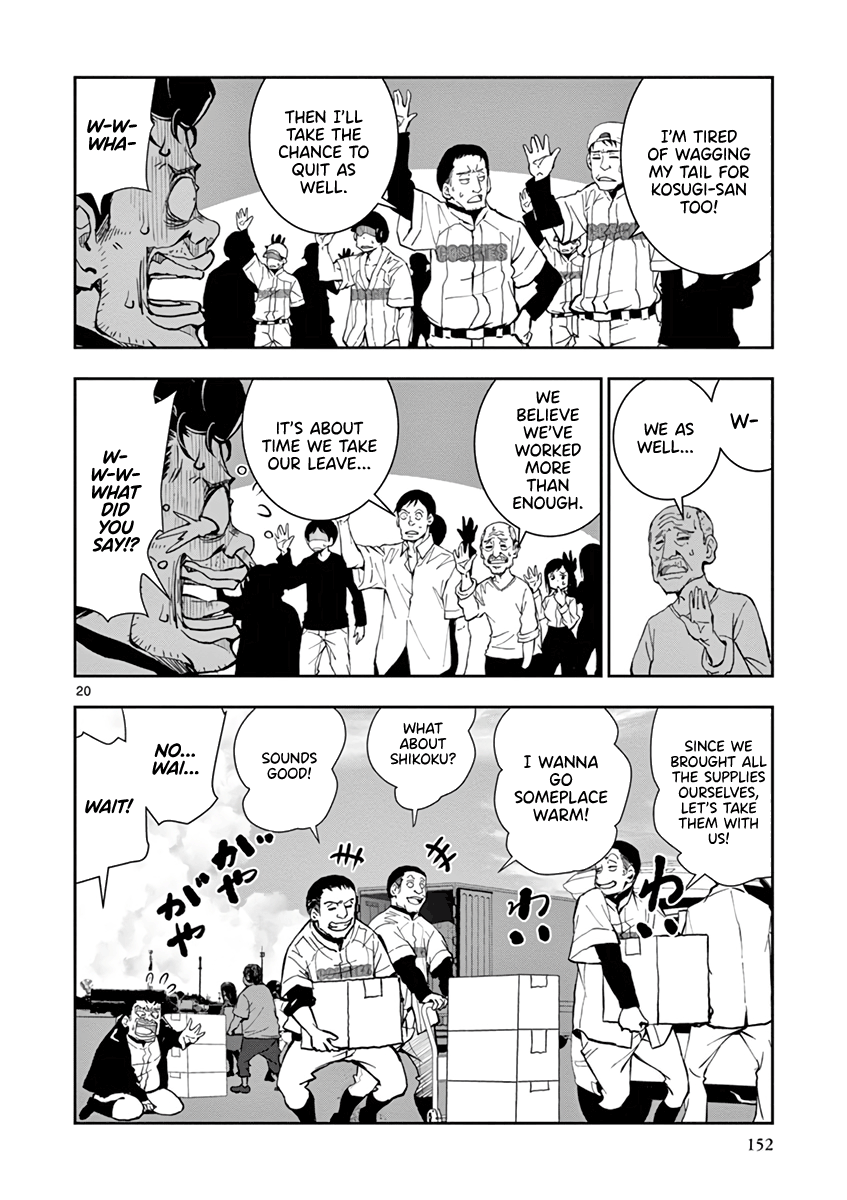 I'M TIRED
OF WAGGING
MY TAIL FOR
KOSUGI-SAN
TOO!
THEN I'LL
TAKE THE
CHANCE TO
QUIT AS
WELL.
W-W-
WHA-
COSGIES
W-
WE AS
WELL...
WE
BELIEVE
WE'VE
WORKED
MORE
THAN
ENOUGH.
IT'S ABOUT
TIME WE TAKE
OUR LEAVE...
W-
W-W-
WHAT
DID
YOU
SAY!?
20
SINCE WE
BROUGHT ALL
THE SUPPLIES
OURSELVES,
LET'S TAKE
THEM WITH
US!
I WANNA
GO
SOMEPLACE
WARM!
WHAT
ABOUT
SHIKOKU?
SOUNDS
GOOD!
NO...
WAI...
WAIT!
わい
わい
がや
がや
152